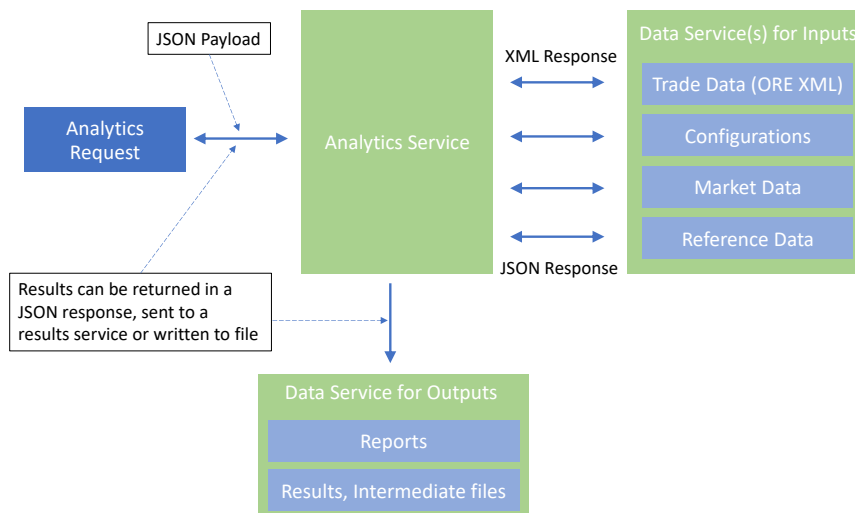 JSON Payload
Data Service(s) for Inputs
XML Response
Trade Data (ORE XML)
Analytics
Request
Analytics Service
Configurations
Market Data
Reference Data
JSON Response
Results can be returned in a
JSON response, sent to a
results service or written to file
Data Service for Outputs
Reports
Results, Intermediate files